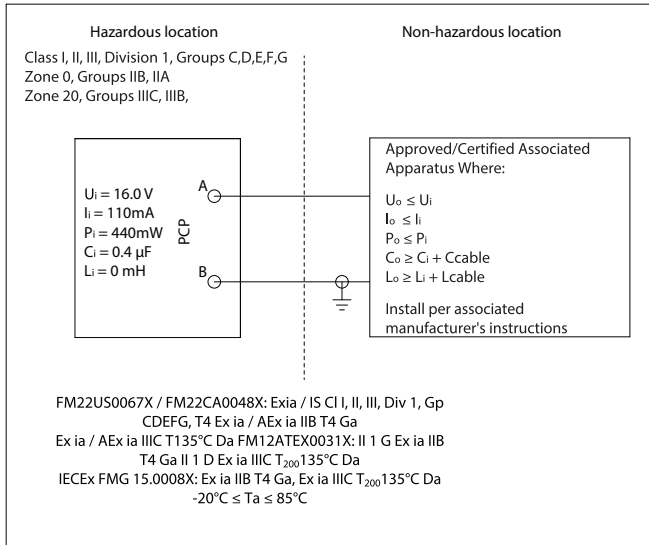 Hazardous location
Non-hazardous location
Class I, II, III, Division 1, Groups C,D,E,F,G
Zone 0, Groups IIB, IIA
Zone 20, Groups IIIC, IIIB,
Ui = 16.0 V
Ii = 110mA
Pi = 440mW
Ci = 0.4 µF
Li = 0 mH
PCP
A
B
Approved/Certified Associated
Apparatus Where:
Uo ≤ Ui
Io ≤ Ii
Po ≤ Pi
Co ≥ Ci + Ccable
Lo ≥ Li + Lcable
Install per associated
manufacturer's instructions
FM22US0067X / FM22CA0048X: Exia / IS Cl I, II, III, Div 1, Gp
CDEFG, T4 Ex ia / AEx ia IIB T4 Ga
Ex ia / AEx ia IIIC T135°C Da FM12ATEX0031X: II 1 G Ex ia IIB
T4 Ga II 1 D Ex ia IIIC T₂₀₀135°C Da
IECEx FMG 15.0008X: Ex ia IIB T4 Ga, Ex ia IIIC T₂₀₀135°C Da
-20°C ≤ Ta ≤ 85°C